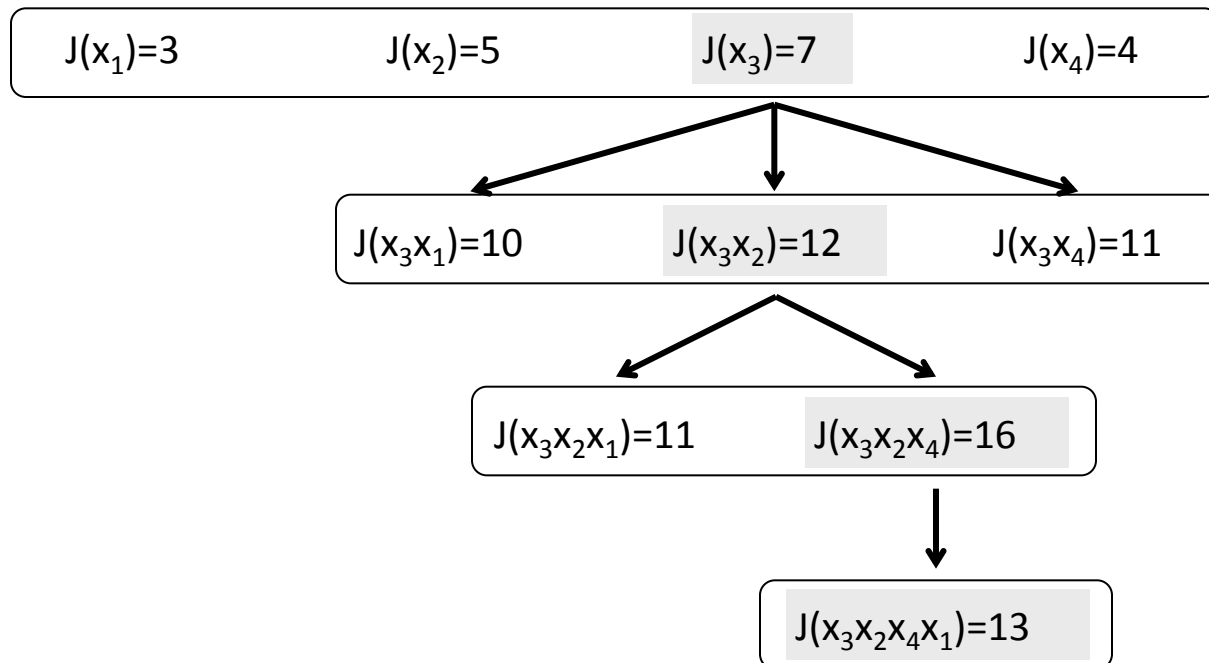 J(x₁)=3 J(x₂)=5 J(x₃)=7 J(x₄)=4
J(x₃x₁)=10 J(x₃x₂)=12 J(x₃x₄)=11
J(x₃x₂x₁)=11 J(x₃x₂x₄)=16
J(x₃x₂x₄x₁)=13